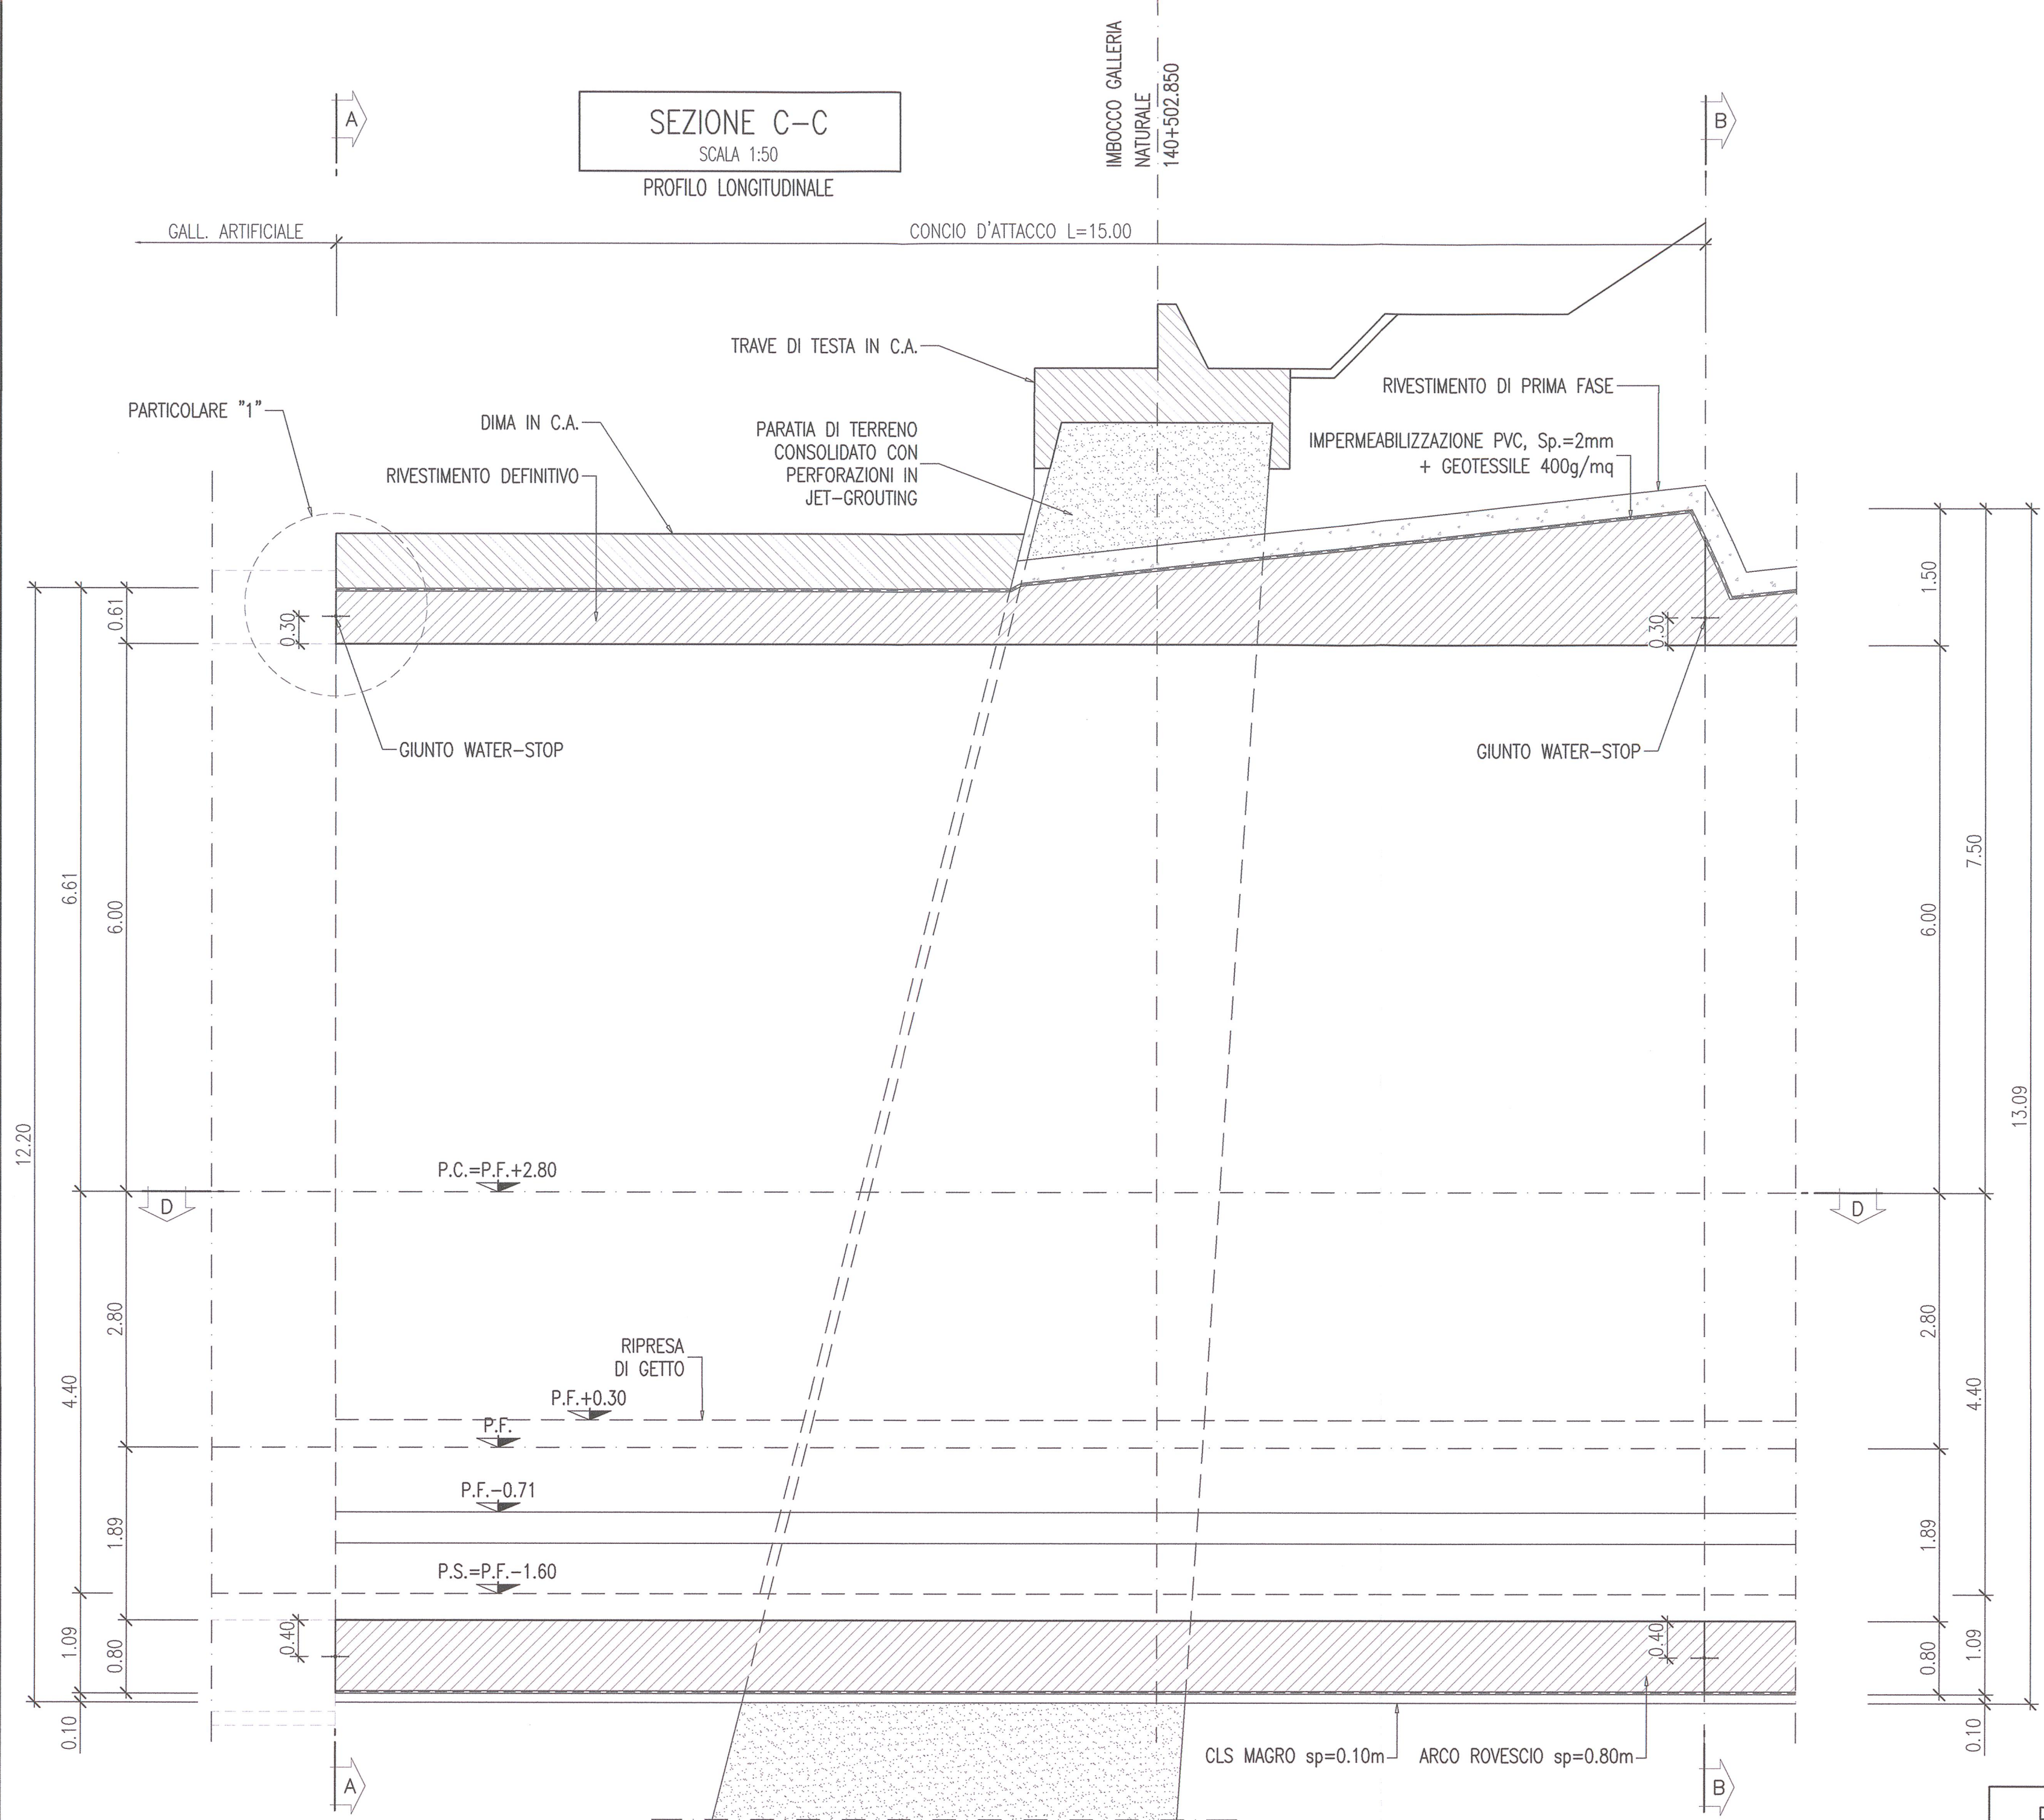 IMBOCCO GALLERIA
NATURALE
140+502.850
A
SEZIONE C-C
SCALA 1:50
PROFILO LONGITUDINALE
B
GALL. ARTIFICIALE
CONCIO D'ATTACCO L=15.00
TRAVE DI TESTA IN C.A.
RIVESTIMENTO DI PRIMA FASE
PARTICOLARE "1"
DIMA IN C.A.
PARATIA DI TERRENO
CONSOLIDATO CON
PERFORAZIONI IN
JET-GROUTING
IMPERMEABILIZZAZIONE PVC, Sp.=2mm
+ GEOTESSILE 400g/mq
RIVESTIMENTO DEFINITIVO
0.61
0.30
0.30
1.50
GIUNTO WATER-STOP
GIUNTO WATER-STOP
12.20
6.61
6.00
6.00
7.50
13.09
P.C.=P.F.+2.80
D
D
2.80
2.80
RIPRESA
DI GETTO
4.40
4.40
P.F.+0.30
P.F.
P.F.-0.71
1.89
1.89
P.S.=P.F.-1.60
1.09
0.80
0.40
0.40
0.80
1.09
0.10
0.10
CLS MAGRO sp=0.10m
ARCO ROVESCIO sp=0.80m
A
B